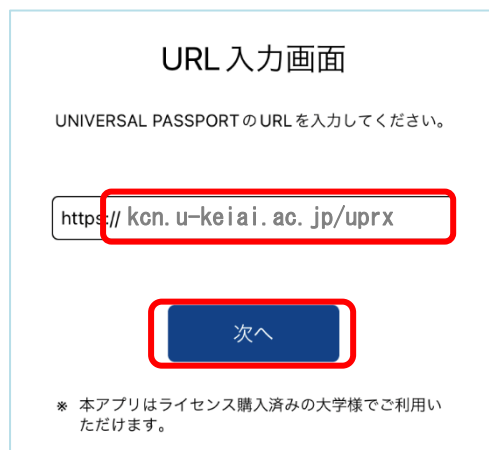 URL入力画面
UNIVERSAL PASSPORTのURLを入力してください。
https:// kcn.u-keiai.ac.jp/uprx
次へ
※ 本アプリはライセンス購入済みの大学様でご利用い
ただけます。